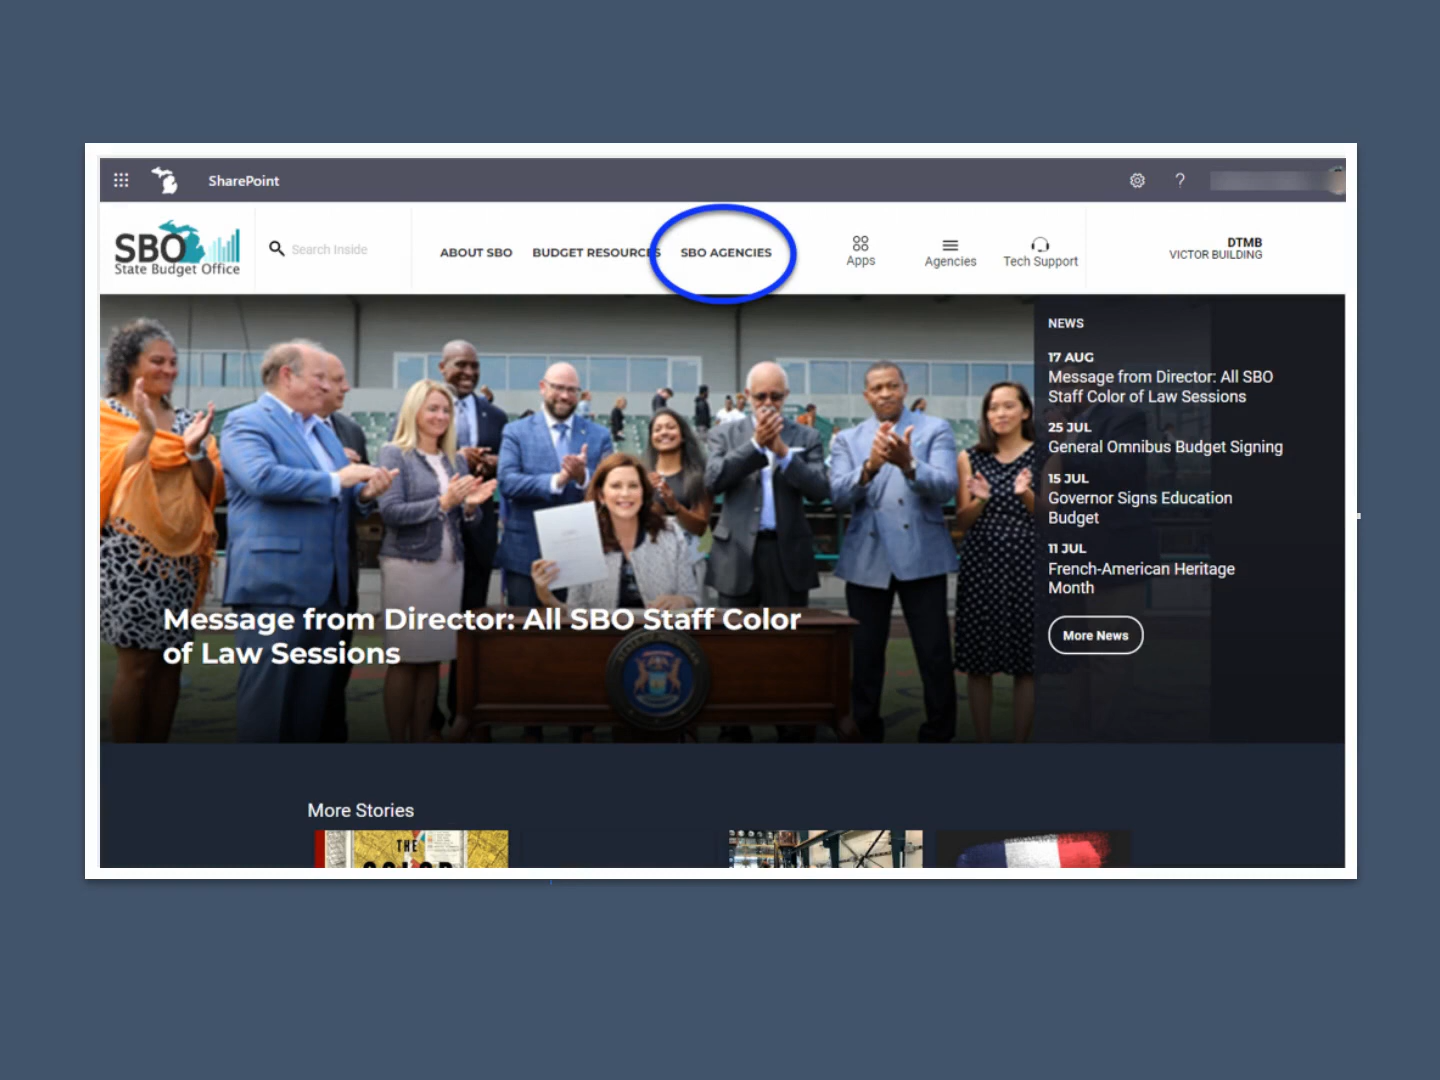 SharePoint
?
SBO
State Budget Office
Search Inside
ABOUT SBO
BUDGET RESOURCES
SBO AGENCIES
Apps
Agencies
Tech Support
DTMB
VICTOR BUILDING
Message from Director: All SBO Staff Color
of Law Sessions
NEWS
17 AUG
Message from Director: All SBO
Staff Color of Law Sessions
25 JUL
General Omnibus Budget Signing
15 JUL
Governor Signs Education
Budget
11 JUL
French-American Heritage
Month
More News
More Stories
THE
COLOR